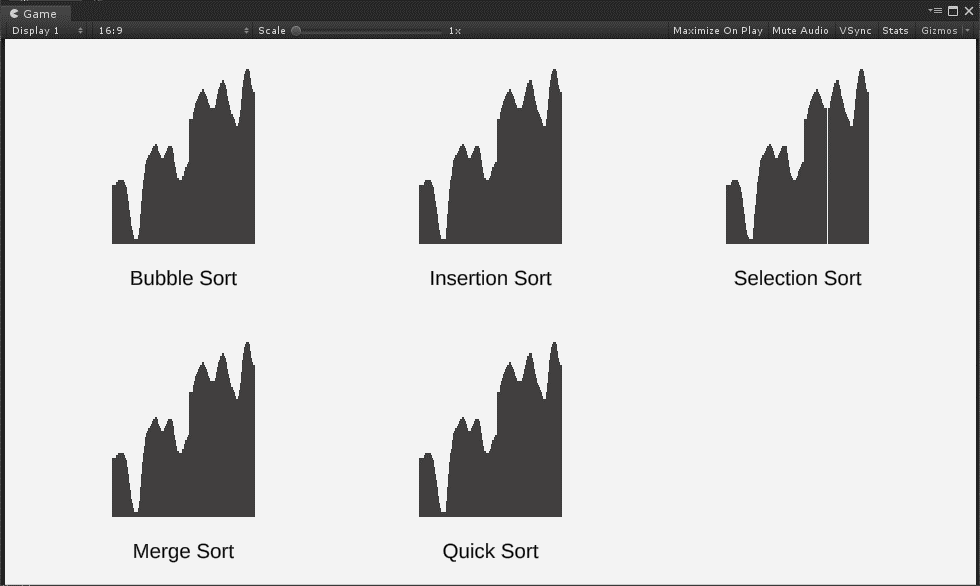 Game
Display 1 16:9 Scale 1x Maximize On Play Mute Audio VSync Stats Gizmos
Bubble Sort Insertion Sort Selection Sort
Merge Sort Quick Sort